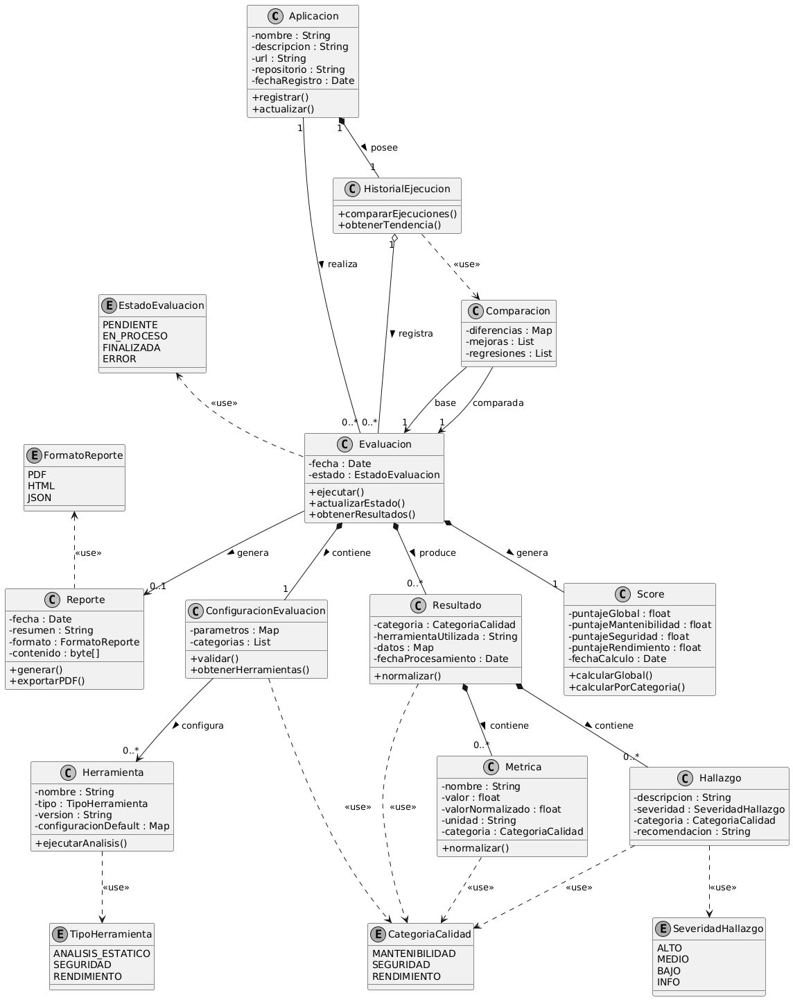 C Aplicacion
-nombre : String
-descripcion : String
-url : String
-repositorio : String
-fechaRegistro : Date
+registrar()
+actualizar()
1
1
posee
1
C HistorialEjecucion
+compararEjecuciones()
+obtenerTendencia()
1
realiza
«use»
E EstadoEvaluacion
PENDIENTE
EN_PROCESO
FINALIZADA
ERROR
C Comparacion
-diferencias : Map
-mejoras : List
-regresiones : List
registra
«use»
base
comparada
0..*
0..*
1
1
C Evaluacion
-fecha : Date
-estado : EstadoEvaluacion
+ejecutar()
+actualizarEstado()
+obtenerResultados()
E FormatoReporte
PDF
HTML
JSON
«use»
genera
contiene
produce
genera
0..1
1
0..*
1
C Reporte
-fecha : Date
-resumen : String
-formato : FormatoReporte
-contenido : byte[]
+generar()
+exportarPDF()
C ConfiguracionEvaluacion
-parametros : Map
-categorias : List
+validar()
+obtenerHerramientas()
C Resultado
-categoria : CategoriaCalidad
-herramientaUtilizada : String
-datos : Map
-fechaProcesamiento : Date
+normalizar()
C Score
-puntajeGlobal : float
-puntajeMantenibilidad : float
-puntajeSeguridad : float
-puntajeRendimiento : float
-fechaCalculo : Date
+calcularGlobal()
+calcularPorCategoria()
configura
contiene
contiene
0..*
0..*
0..*
C Herramienta
-nombre : String
-tipo : TipoHerramienta
-version : String
-configuracionDefault : Map
+ejecutarAnalisis()
«use»
«use»
C Metrica
-nombre : String
-valor : float
-valorNormalizado : float
-unidad : String
-categoria : CategoriaCalidad
+normalizar()
C Hallazgo
-descripcion : String
-severidad : SeveridadHallazgo
-categoria : CategoriaCalidad
-recomendacion : String
«use»
«use»
«use»
«use»
E TipoHerramienta
ANALISIS_ESTATICO
SEGURIDAD
RENDIMIENTO
E CategoriaCalidad
MANTENIBILIDAD
SEGURIDAD
RENDIMIENTO
E SeveridadHallazgo
ALTO
MEDIO
BAJO
INFO